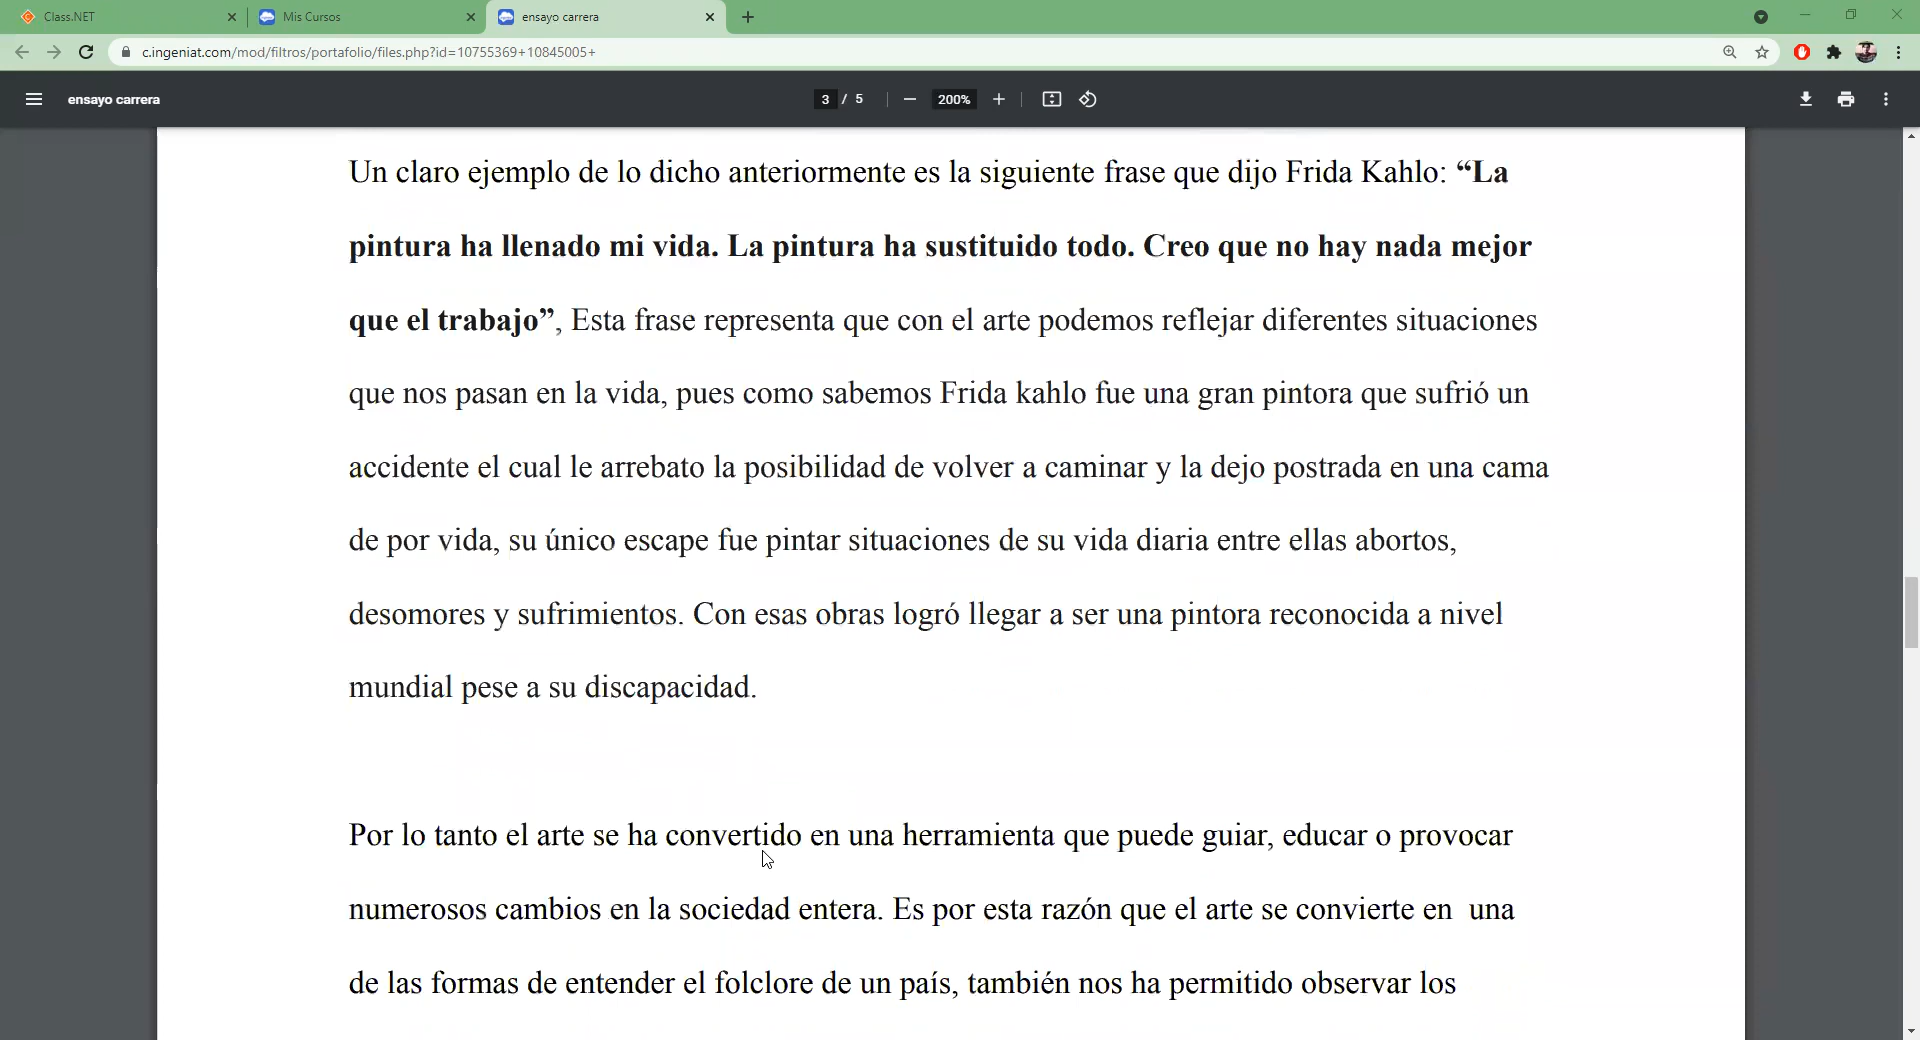 Class.NET
Mis Cursos
ensayo carrera
c.ingeniat.com/mod/filtros/portafolio/files.php?id=10755369+10845005+
ensayo carrera
3 / 5
200%
Un claro ejemplo de lo dicho anteriormente es la siguiente frase que dijo Frida Kahlo: “La
pintura ha llenado mi vida. La pintura ha sustituido todo. Creo que no hay nada mejor
que el trabajo”, Esta frase representa que con el arte podemos reflejar diferentes situaciones
que nos pasan en la vida, pues como sabemos Frida kahlo fue una gran pintora que sufrió un
accidente el cual le arrebato la posibilidad de volver a caminar y la dejo postrada en una cama
de por vida, su único escape fue pintar situaciones de su vida diaria entre ellas abortos,
desomores y sufrimientos. Con esas obras logró llegar a ser una pintora reconocida a nivel
mundial pese a su discapacidad.
Por lo tanto el arte se ha convertido en una herramienta que puede guiar, educar o provocar
numerosos cambios en la sociedad entera. Es por esta razón que el arte se convierte en  una
de las formas de entender el folclore de un país, también nos ha permitido observar los